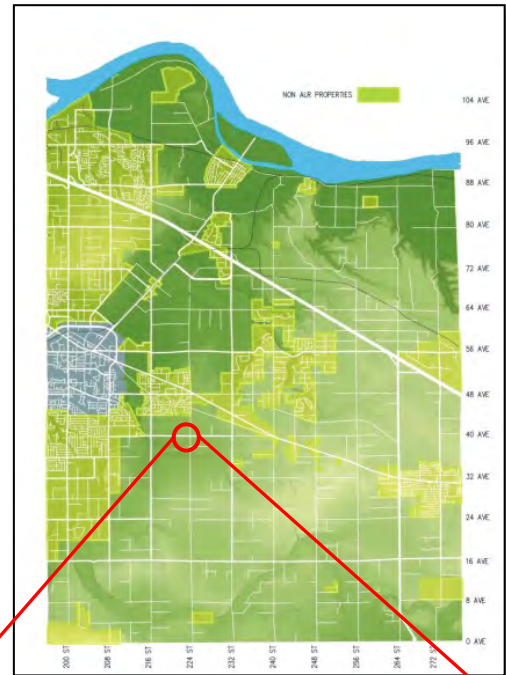 NON ALR PROPERTIES
104 AVE
96 AVE
88 AVE
80 AVE
72 AVE
64 AVE
56 AVE
48 AVE
40 AVE
32 AVE
24 AVE
16 AVE
8 AVE
0 AVE
200 ST
208 ST
216 ST
224 ST
232 ST
240 ST
248 ST
256 ST
264 ST
272 ST